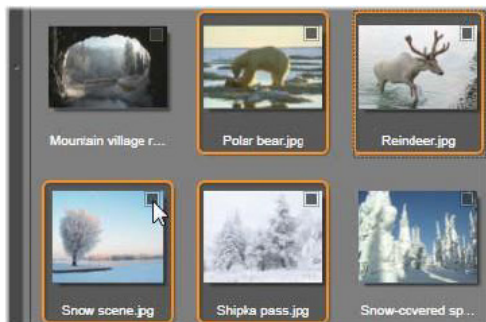 Mountain village r...
Polar bear.jpg
Reindeer.jpg
Snow scene.jpg
Shipka pass.jpg
Snow-covered sp...